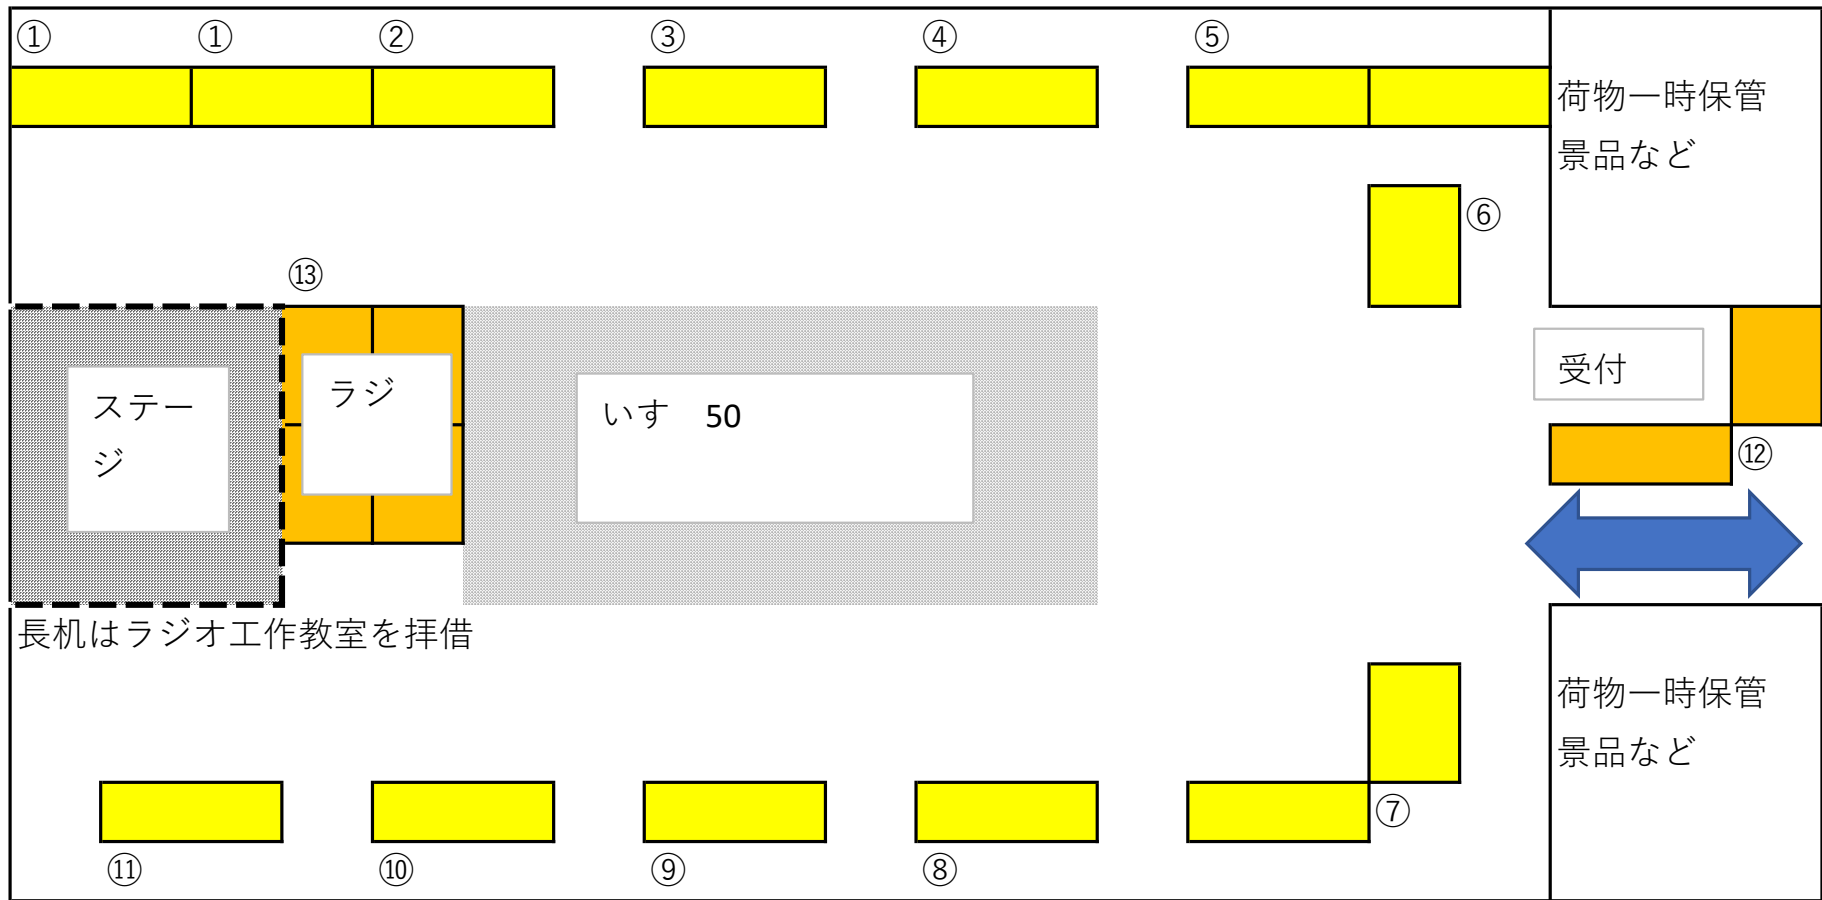 ① ① ② ③ ④ ⑤
荷物一時保管
景品など
⑥
⑬
受付
ステー
ジ
ラジ
いす　50
⑫
長机はラジオ工作教室を拝借
荷物一時保管
景品など
⑦
⑪ ⑩ ⑨ ⑧